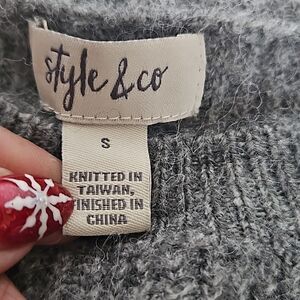 style & co
S
KNITTED IN
TAIWAN,
FINISHED IN
CHINA